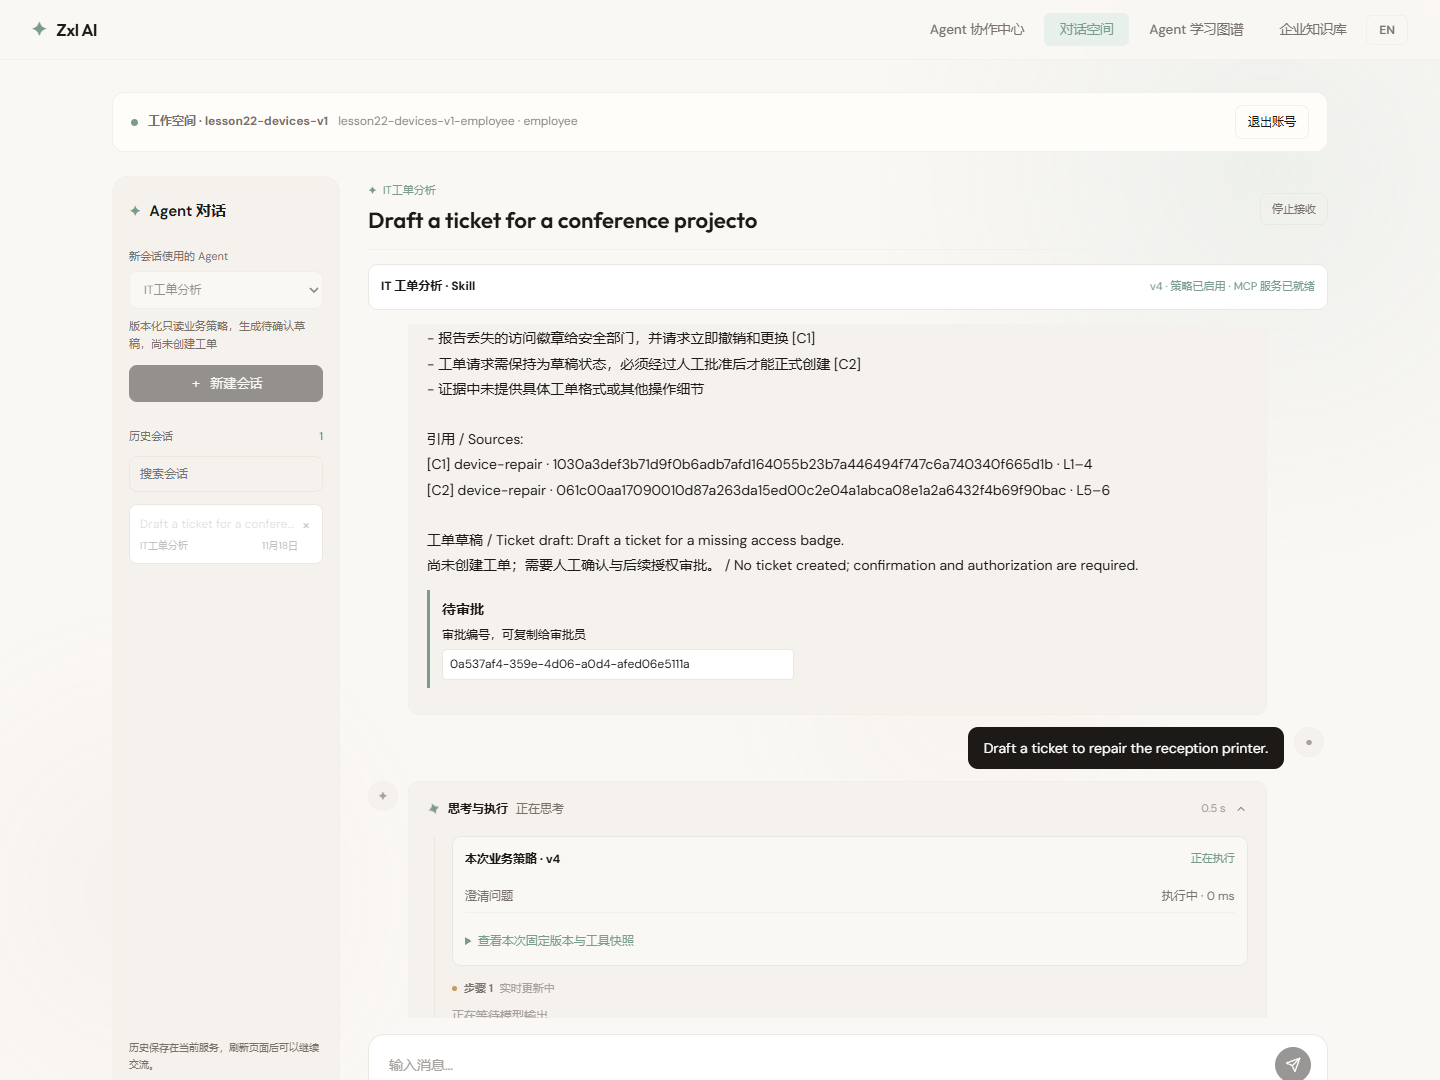 Zxl AI
Agent 协作中心
对话空间
Agent 学习图谱
企业知识库
EN
工作空间 · lesson22-devices-v1 lesson22-devices-v1-employee · employee
退出账号
Agent 对话
新会话使用的 Agent
IT工单分析
版本化只读业务策略，生成待确认草
稿，尚未创建工单
+ 新建会话
历史会话 1
搜索会话
Draft a ticket for a confere... ×
IT工单分析 11月18日
历史保存在当前服务，刷新页面后可以继续
交流。
IT工单分析
Draft a ticket for a conference projecto
停止接收
IT 工单分析 · Skill
v4 · 策略已启用 · MCP 服务已就绪
- 报告丢失的访问徽章给安全部门，并请求立即撤销和更换 [C1]
- 工单请求需保持为草稿状态，必须经过人工批准后才能正式创建 [C2]
- 证据中未提供具体工单格式或其他操作细节
引用 / Sources:
[C1] device-repair · 1030a3def3b71d9f0b6adb7afd164055b23b7a446494f747c6a740340f665d1b · L1–4
[C2] device-repair · 061c00aa17090010d87a263da15ed00c2e04a1abca08e1a2a6432f4b69f90bac · L5–6
工单草稿 / Ticket draft: Draft a ticket for a missing access badge.
尚未创建工单；需要人工确认与后续授权审批。 / No ticket created; confirmation and authorization are required.
待审批
审批编号，可复制给审批员
0a537af4-359e-4d06-a0d4-afed06e5111a
Draft a ticket to repair the reception printer.
思考与执行 正在思考 0.5 s
本次业务策略 · v4 正在执行
澄清问题 执行中 · 0 ms
查看本次固定版本与工具快照
步骤 1 实时更新中
正在等待模型输出
输入消息...